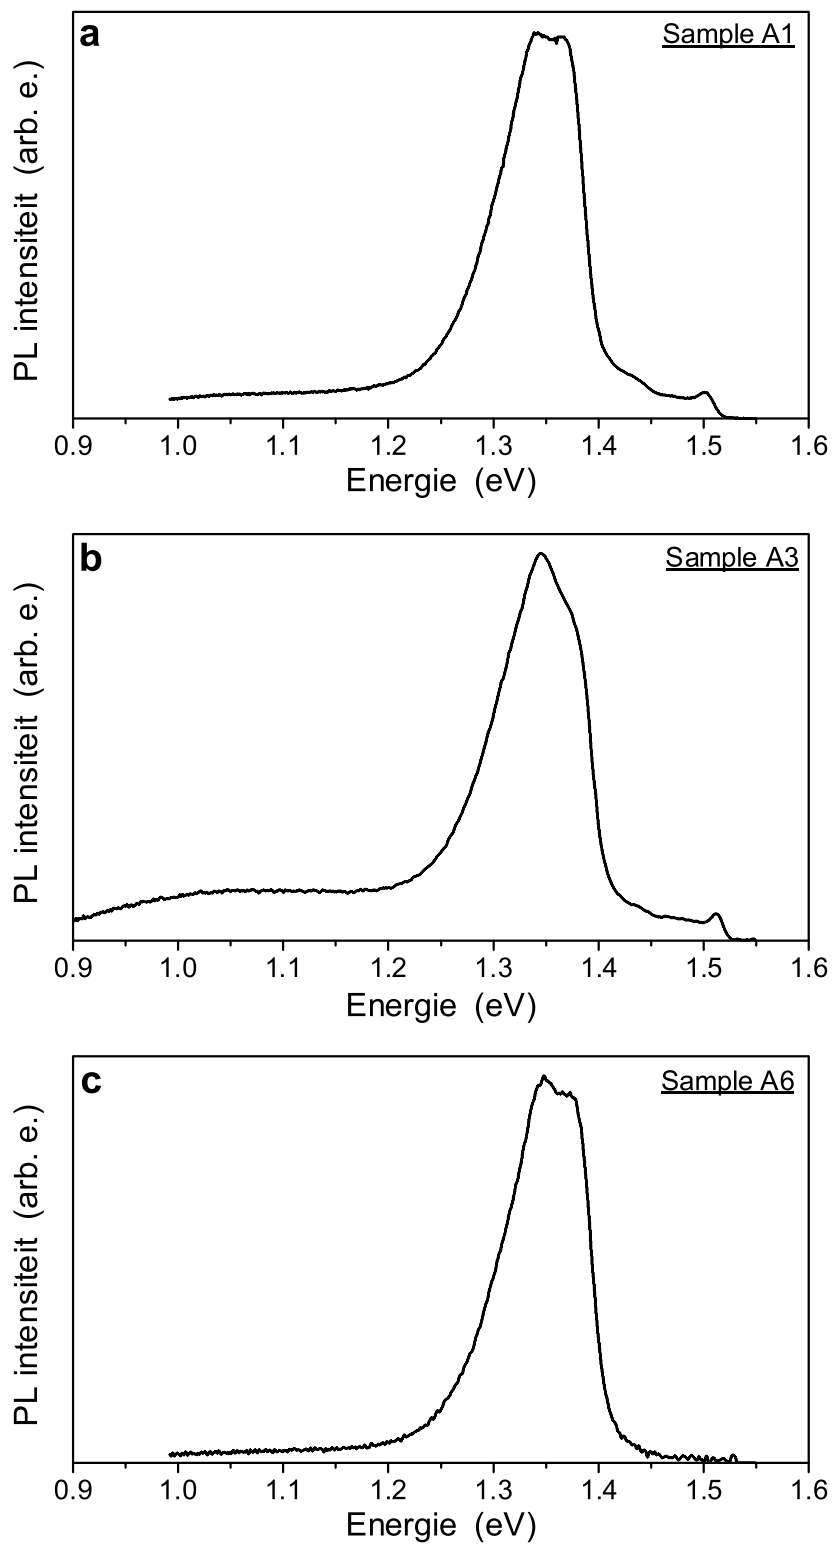 a
Sample A1
PL intensiteit (arb. e.)
0.9 1.0 1.1 1.2 1.3 1.4 1.5 1.6
Energie (eV)
b
Sample A3
PL intensiteit (arb. e.)
0.9 1.0 1.1 1.2 1.3 1.4 1.5 1.6
Energie (eV)
c
Sample A6
PL intensiteit (arb. e.)
0.9 1.0 1.1 1.2 1.3 1.4 1.5 1.6
Energie (eV)